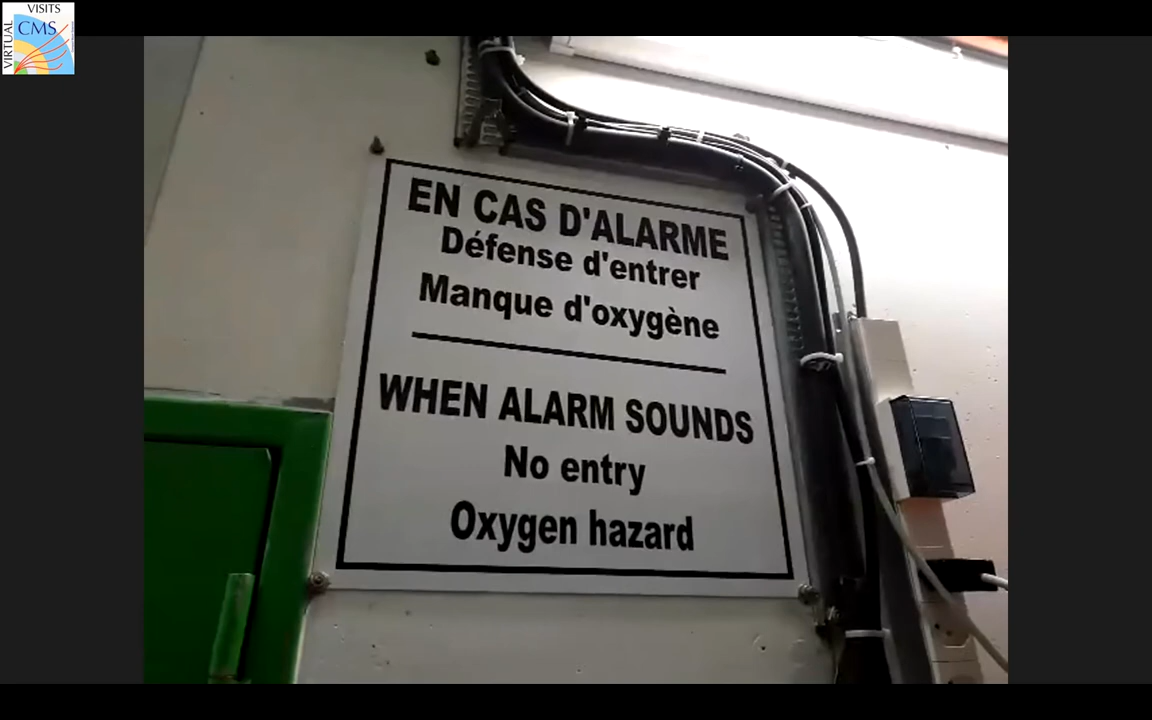 VISITS
CMS
VIRTUAL
EN CAS D'ALARME
Défense d'entrer
Manque d'oxygène
WHEN ALARM SOUNDS
No entry
Oxygen hazard